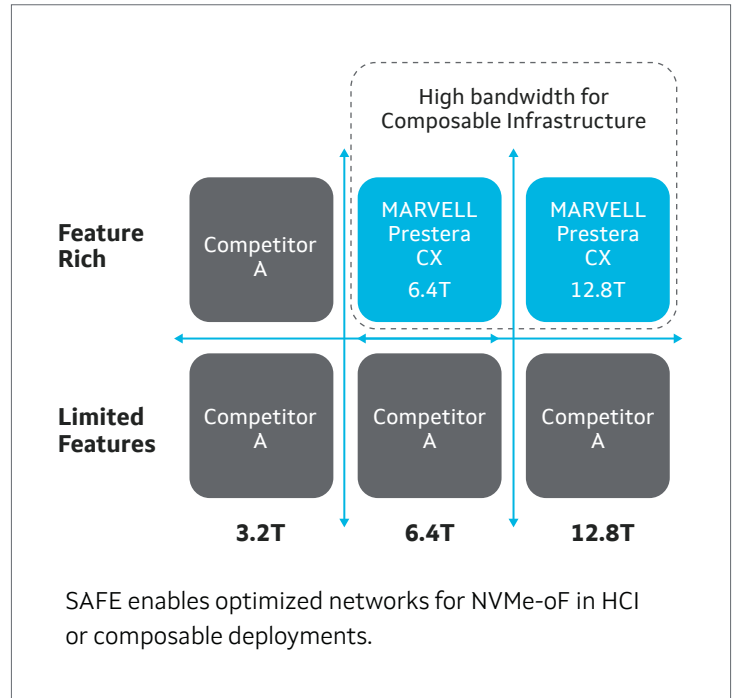 High bandwidth for
Composable Infrastructure
Feature
Rich
Competitor
A
MARVELL
Prestera
CX
6.4T
MARVELL
Prestera
CX
12.8T
Limited
Features
Competitor
A
Competitor
A
Competitor
A
3.2T
6.4T
12.8T
SAFE enables optimized networks for NVMe-oF in HCI
or composable deployments.